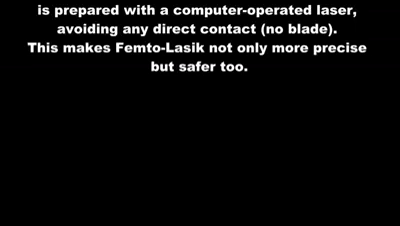 is prepared with a computer-operated laser,
avoiding any direct contact (no blade).
This makes Femto-Lasik not only more precise
but safer too.